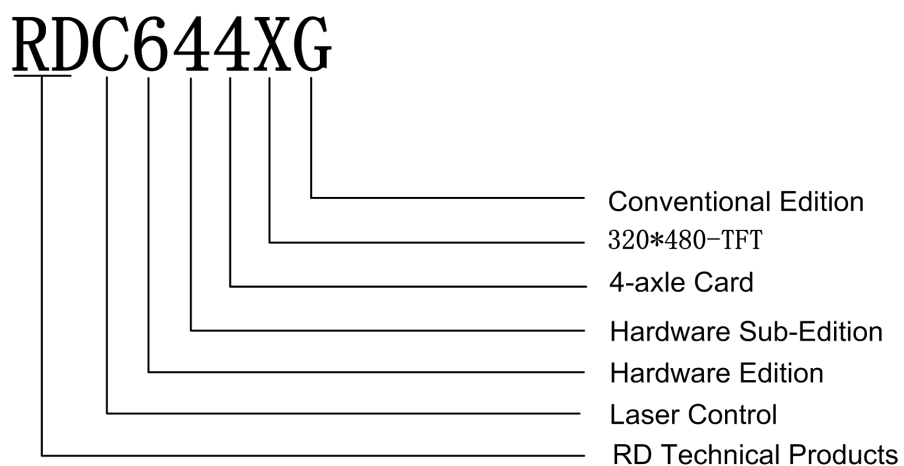 RDC644XG
Conventional Edition
320*480-TFT
4-axle Card
Hardware Sub-Edition
Hardware Edition
Laser Control
RD Technical Products